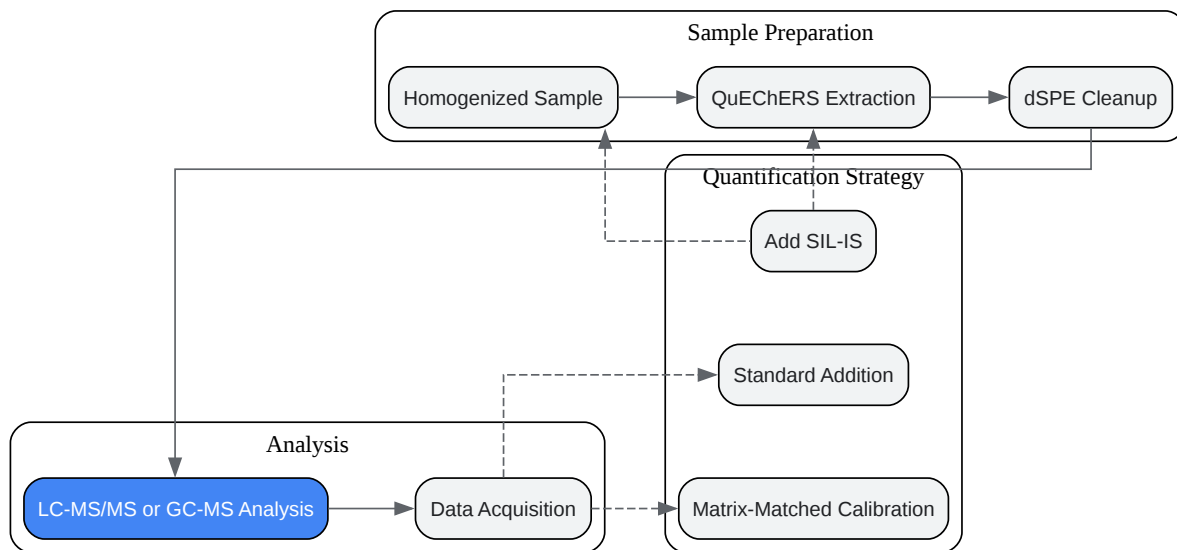 Sample Preparation
Homogenized Sample
QuEChERS Extraction
dSPE Cleanup
Quantification Strategy
Add SIL-IS
Standard Addition
Analysis
LC-MS/MS or GC-MS Analysis
Data Acquisition
Matrix-Matched Calibration